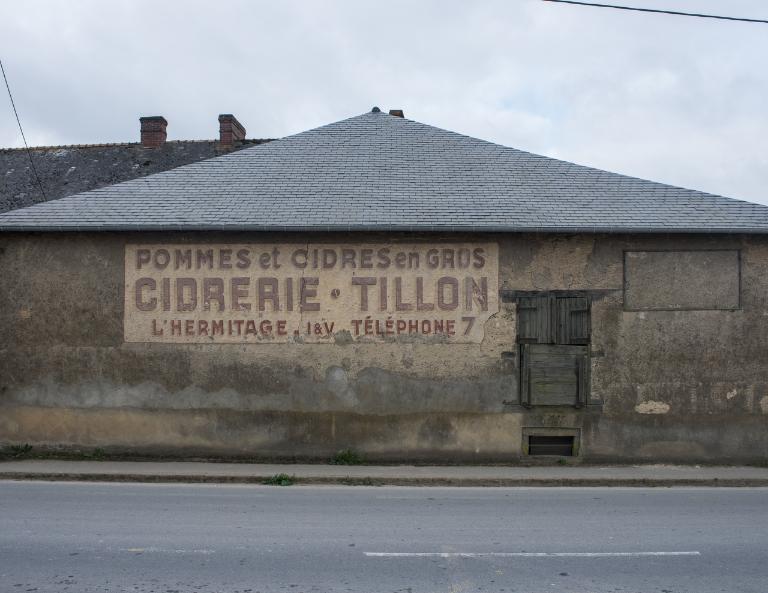 POMMES et CIDRES en GROS
CIDRERIE • TILLON
L'HERMITAGE. I&V. TÉLÉPHONE 7